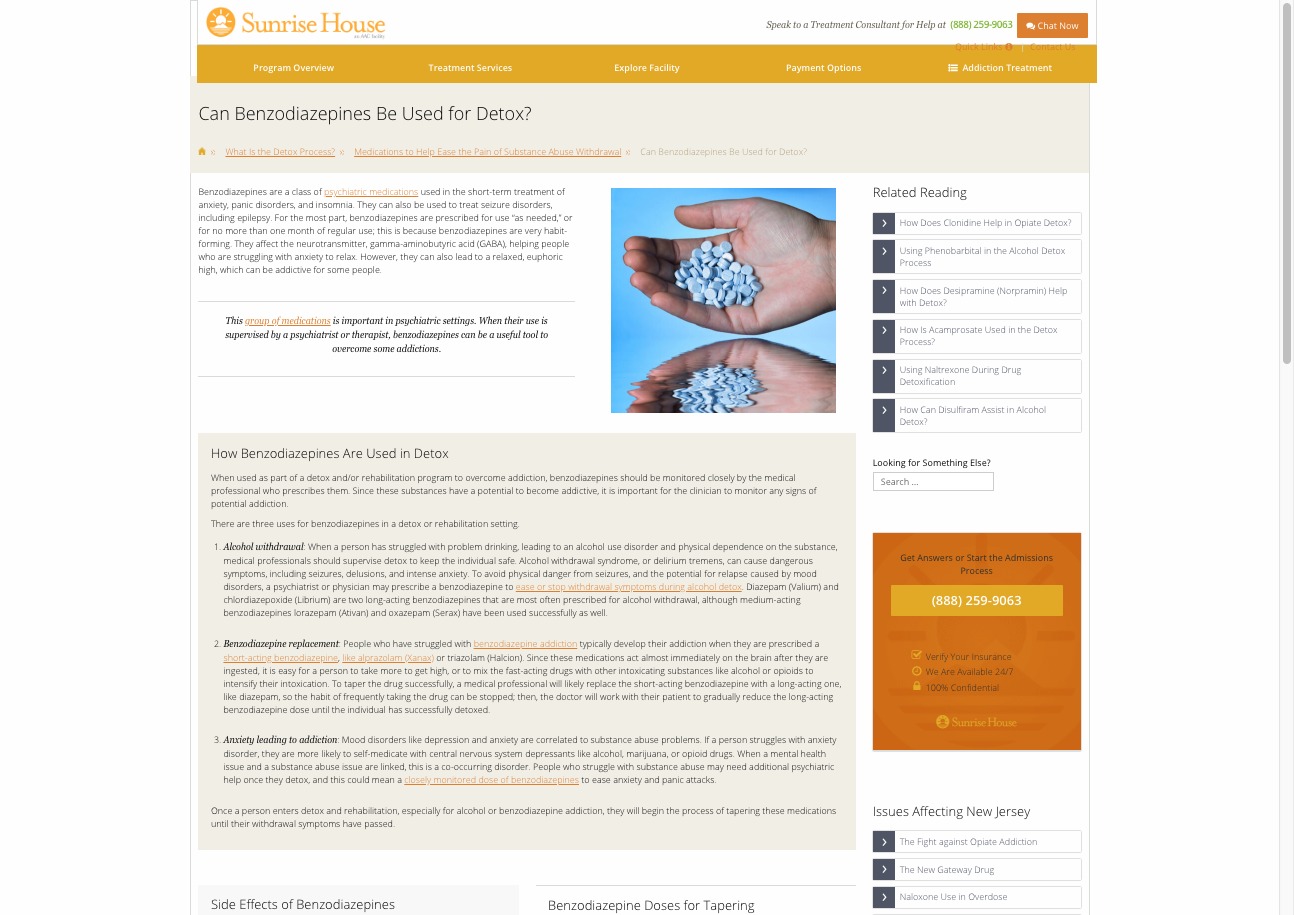 Sunrise House
an AAC facility
Speak to a Treatment Consultant for Help at (888) 259-9063
Chat Now
Quick Links | Contact Us
Program Overview
Treatment Services
Explore Facility
Payment Options
Addiction Treatment
Can Benzodiazepines Be Used for Detox?
What Is the Detox Process?
Medications to Help Ease the Pain of Substance Abuse Withdrawal
Can Benzodiazepines Be Used for Detox?
Benzodiazepines are a class of psychiatric medications used in the short-term treatment of
anxiety, panic disorders, and insomnia. They can also be used to treat seizure disorders,
including epilepsy. For the most part, benzodiazepines are prescribed for use “as needed,” or
for no more than one month of regular use; this is because benzodiazepines are very habit-
forming. They affect the neurotransmitter, gamma-aminobutyric acid (GABA), helping people
who are struggling with anxiety to relax. However, they can also lead to a relaxed, euphoric
high, which can be addictive for some people.
This group of medications is important in psychiatric settings. When their use is
supervised by a psychiatrist or therapist, benzodiazepines can be a useful tool to
overcome some addictions.
How Benzodiazepines Are Used in Detox
When used as part of a detox and/or rehabilitation program to overcome addiction, benzodiazepines should be monitored closely by the medical
professional who prescribes them. Since these substances have a potential to become addictive, it is important for the clinician to monitor any signs of
potential addiction.
There are three uses for benzodiazepines in a detox or rehabilitation setting.
1. Alcohol withdrawal: When a person has struggled with problem drinking, leading to an alcohol use disorder and physical dependence on the substance,
medical professionals should supervise detox to keep the individual safe. Alcohol withdrawal syndrome, or delirium tremens, can cause dangerous
symptoms, including seizures, delusions, and intense anxiety. To avoid physical danger from seizures, and the potential for relapse caused by mood
disorders, a psychiatrist or physician may prescribe a benzodiazepine to ease or stop withdrawal symptoms during alcohol detox. Diazepam (Valium) and
chlordiazepoxide (Librium) are two long-acting benzodiazepines that are most often prescribed for alcohol withdrawal, although medium-acting
benzodiazepines lorazepam (Ativan) and oxazepam (Serax) have been used successfully as well.
2. Benzodiazepine replacement: People who have struggled with benzodiazepine addiction typically develop their addiction when they are prescribed a
short-acting benzodiazepine, like alprazolam (Xanax) or triazolam (Halcion). Since these medications act almost immediately on the brain after they are
ingested, it is easy for a person to take more to get high, or to mix the fast-acting drugs with other intoxicating substances like alcohol or opioids to
intensify their intoxication. To taper the drug successfully, a medical professional will likely replace the short-acting benzodiazepine with a long-acting one,
like diazepam, so the habit of frequently taking the drug can be stopped; then, the doctor will work with their patient to gradually reduce the long-acting
benzodiazepine dose until the individual has successfully detoxed.
3. Anxiety leading to addiction: Mood disorders like depression and anxiety are correlated to substance abuse problems. If a person struggles with anxiety
disorder, they are more likely to self-medicate with central nervous system depressants like alcohol, marijuana, or opioid drugs. When a mental health
issue and a substance abuse issue are linked, this is a co-occurring disorder. People who struggle with substance abuse may need additional psychiatric
help once they detox, and this could mean a closely monitored dose of benzodiazepines to ease anxiety and panic attacks.
Once a person enters detox and rehabilitation, especially for alcohol or benzodiazepine addiction, they will begin the process of tapering these medications
until their withdrawal symptoms have passed.
Side Effects of Benzodiazepines
Benzodiazepine Doses for Tapering
Related Reading
How Does Clonidine Help in Opiate Detox?
Using Phenobarbital in the Alcohol Detox
Process
How Does Desipramine (Norpramin) Help
with Detox?
How Is Acamprosate Used in the Detox
Process?
Using Naltrexone During Drug
Detoxification
How Can Disulfiram Assist in Alcohol
Detox?
Looking for Something Else?
Search ...
Get Answers or Start the Admissions
Process
(888) 259-9063
Verify Your Insurance
We Are Available 24/7
100% Confidential
Sunrise House
Issues Affecting New Jersey
The Fight against Opiate Addiction
The New Gateway Drug
Naloxone Use in Overdose